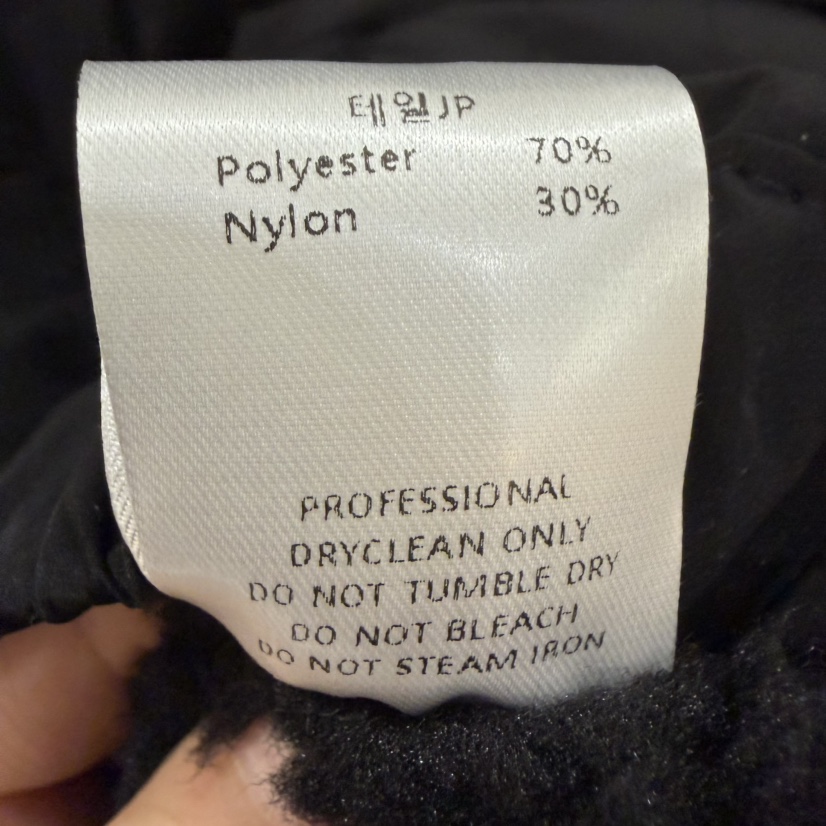 테일JP
Polyester 70%
Nylon 30%
PROFESSIONAL
DRYCLEAN ONLY
DO NOT TUMBLE DRY
DO NOT BLEACH
DO NOT STEAM IRON